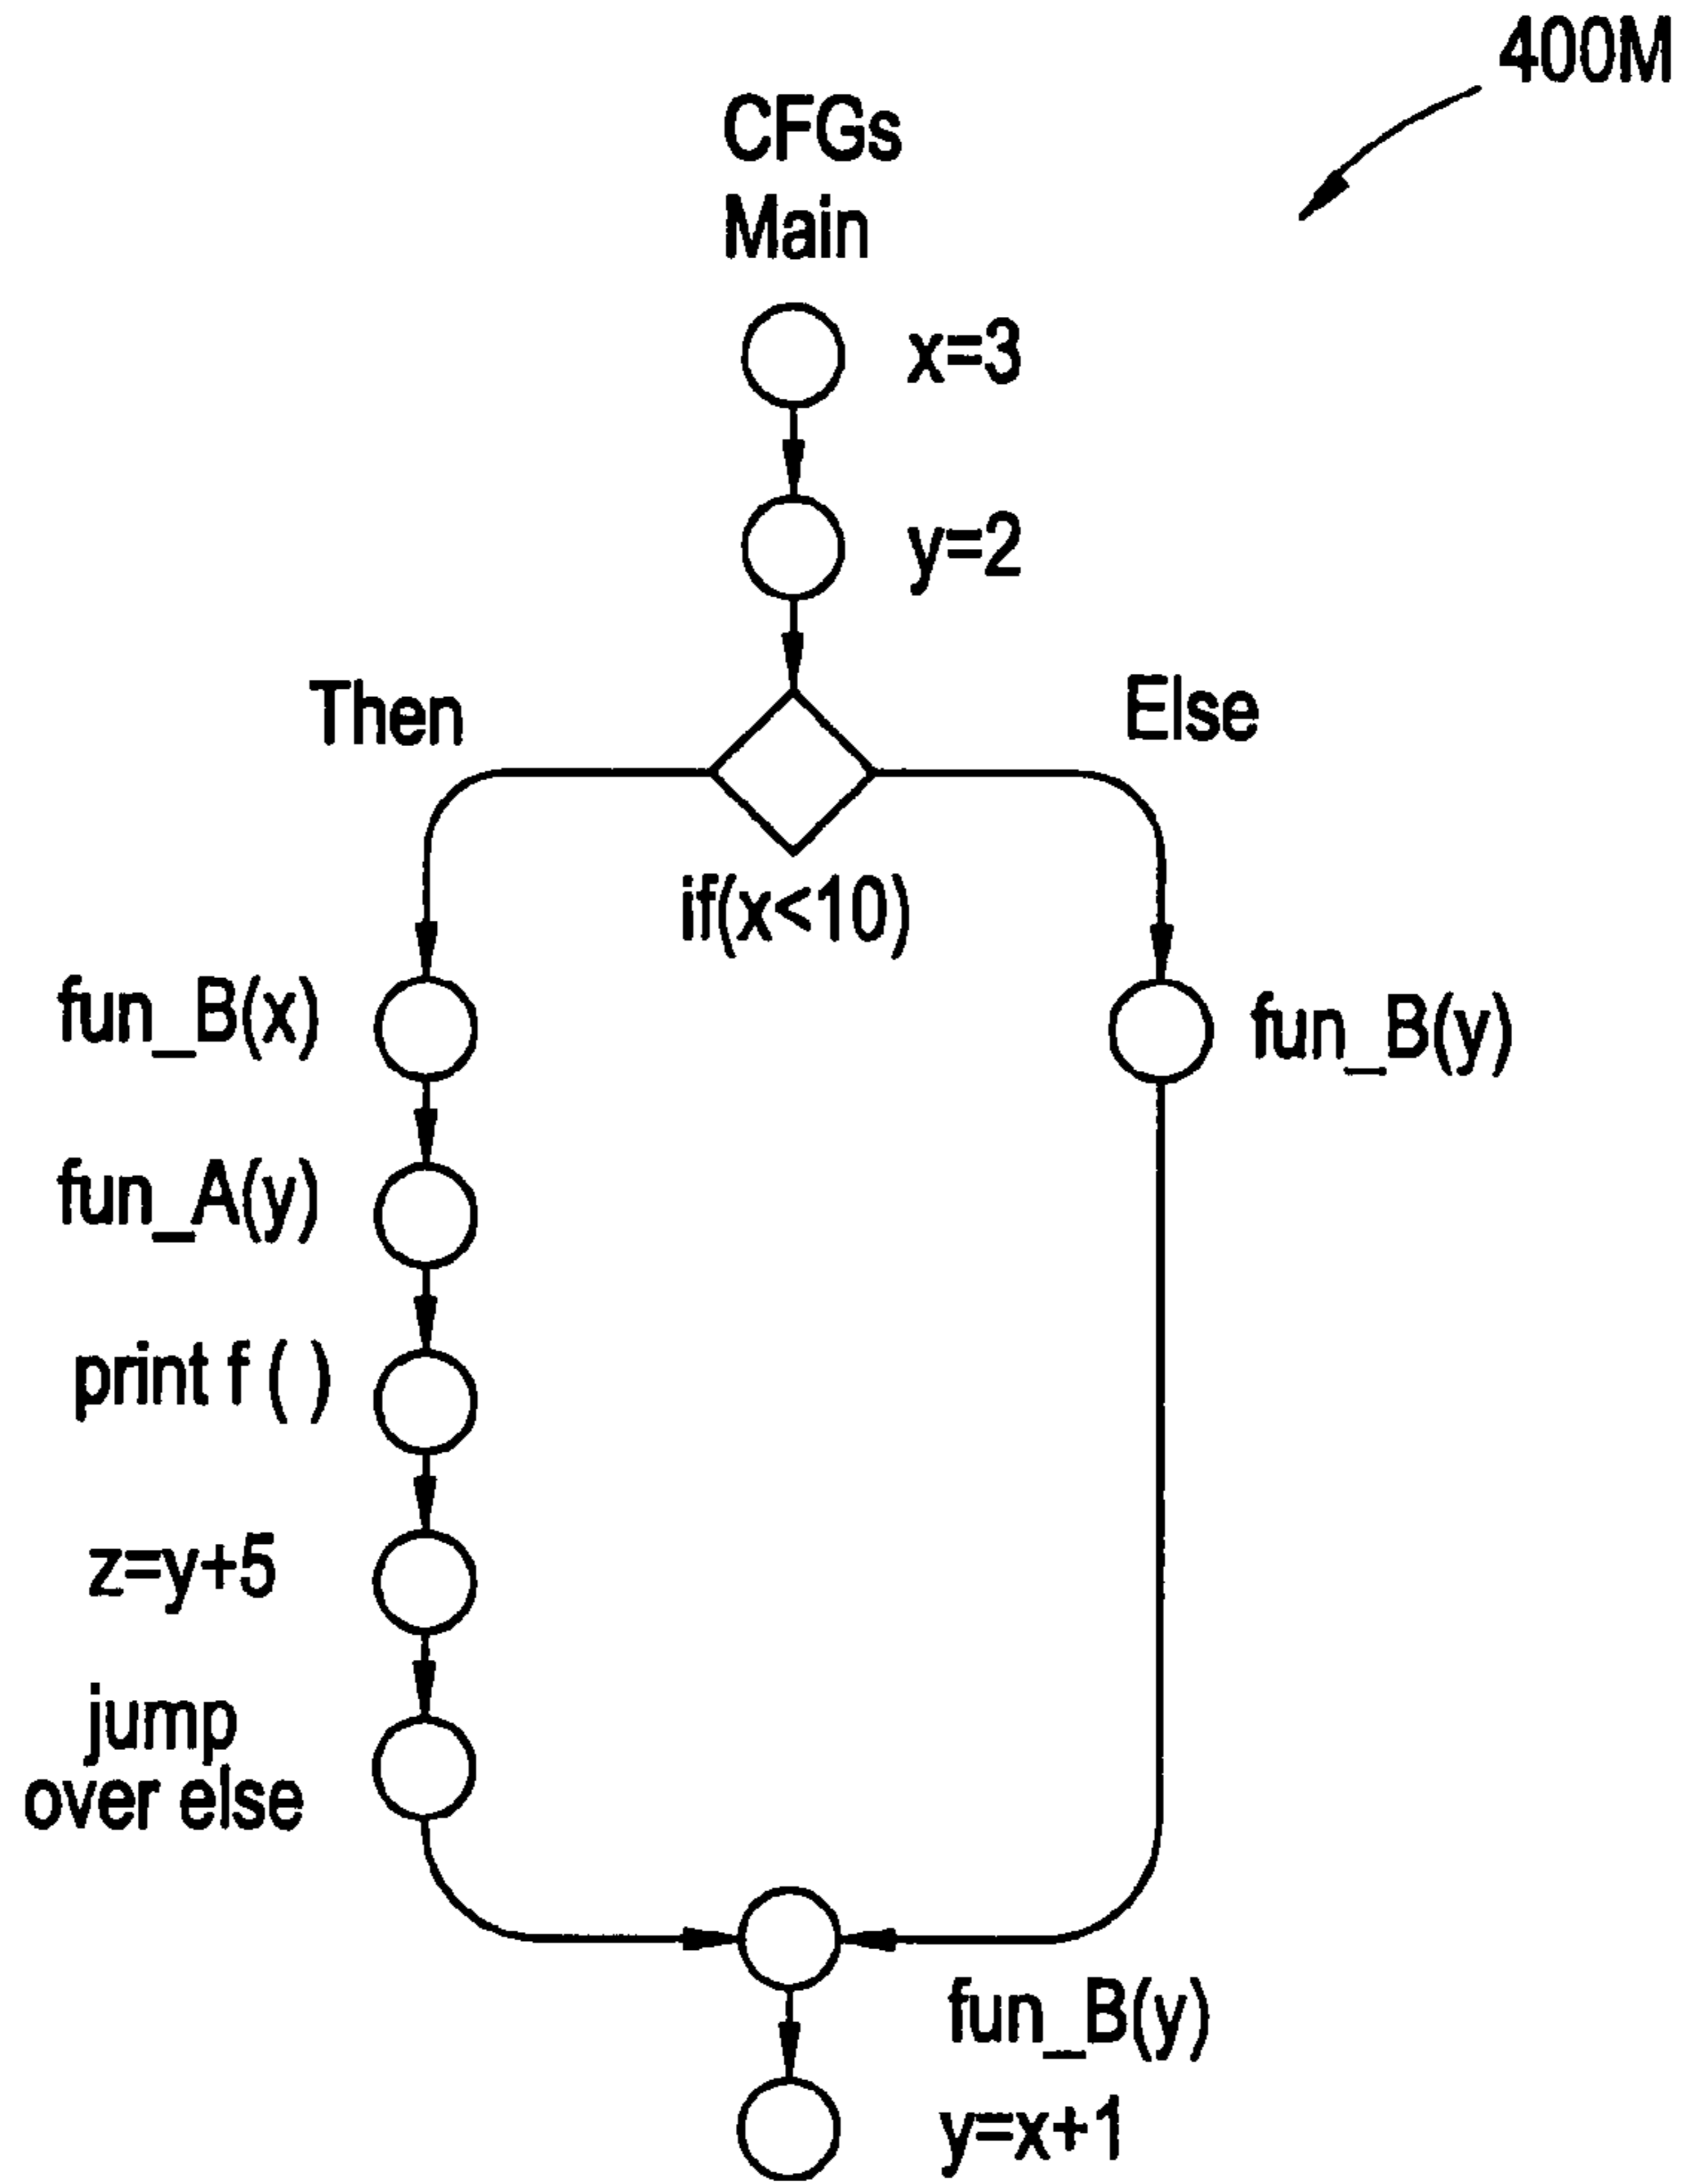 400M
CFGs
Main
x=3
y=2
Then
Else
if(x<10)
fun_B(x)
fun_B(y)
fun_A(y)
print f ( )
z=y+5
jump
over else
fun_B(y)
y=x+1